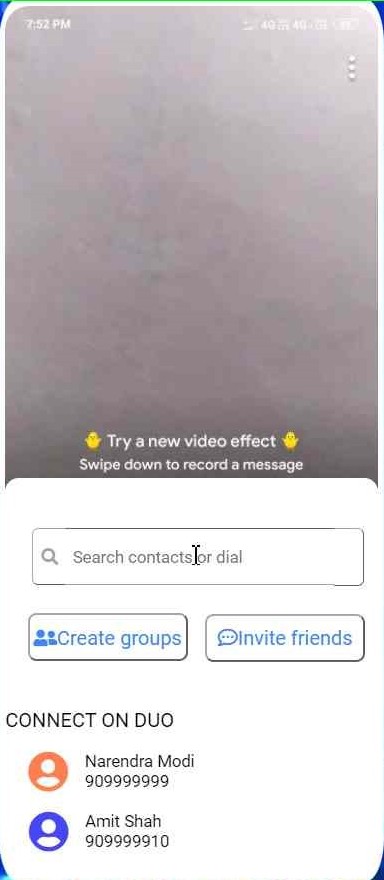 7:52 PM
4G 4G
Try a new video effect
Swipe down to record a message
Search contacts or dial
Create groups
Invite friends
CONNECT ON DUO
Narendra Modi
909999999
Amit Shah
909999910